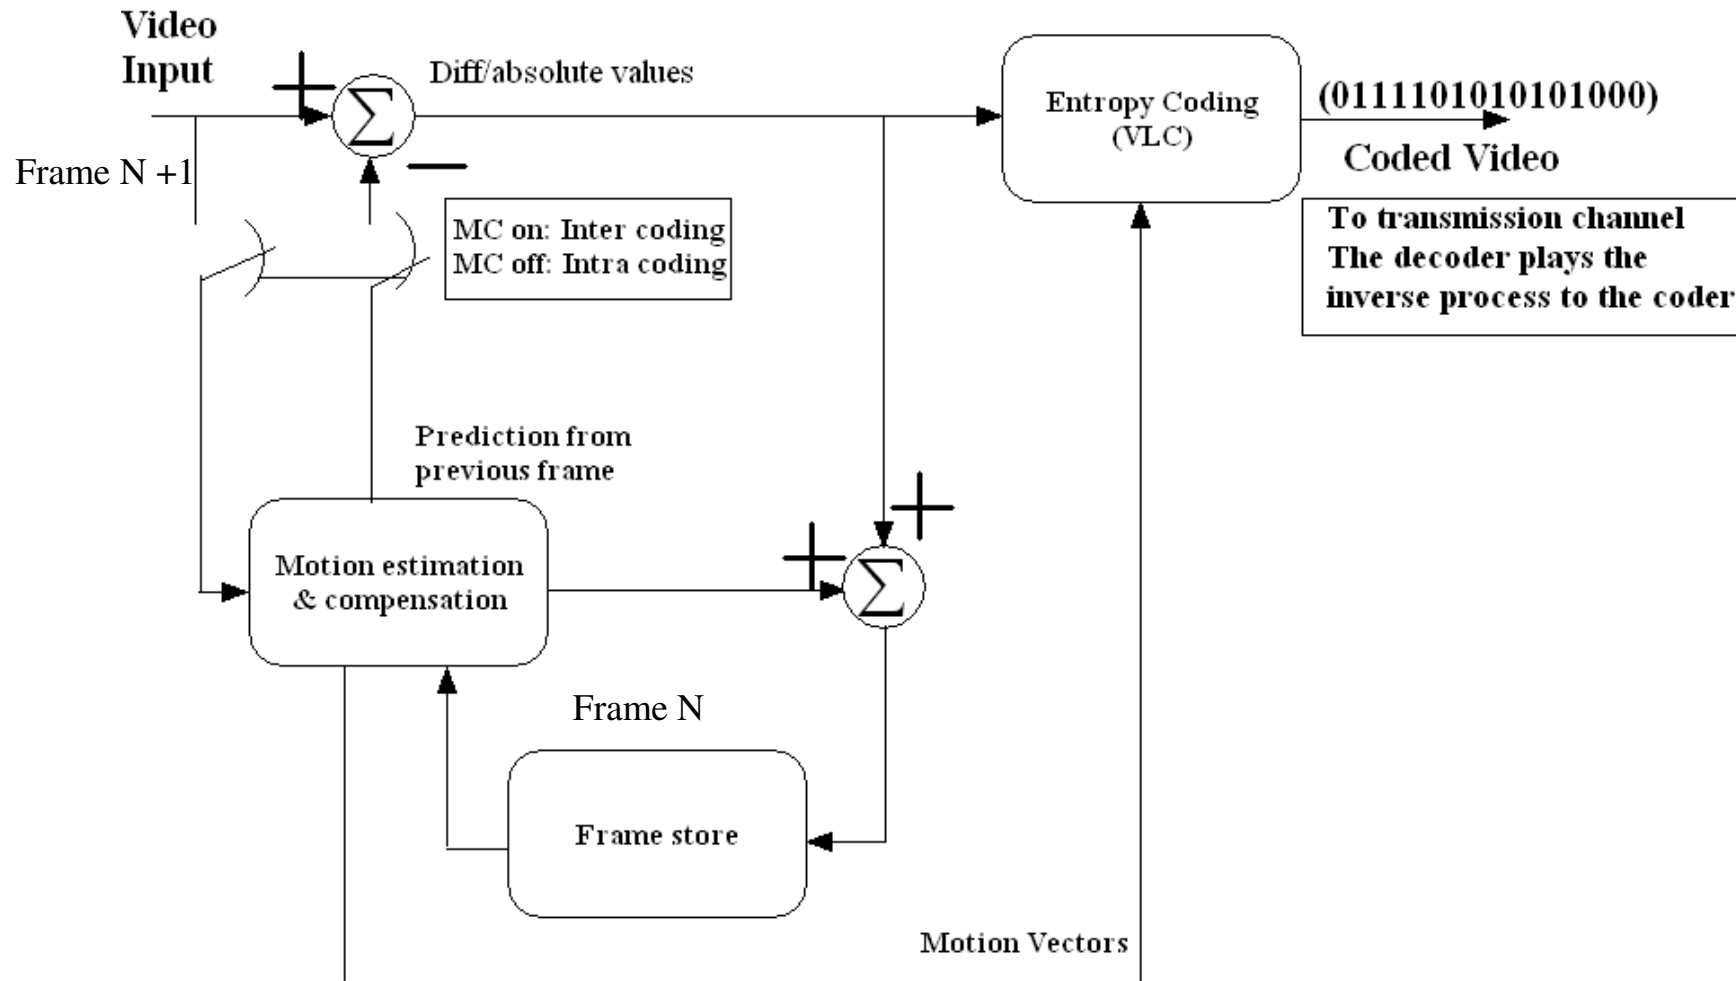 Video
Input
Diff/absolute values
Entropy Coding
(VLC)
(0111101010101000)
Coded Video
Frame N +1
MC on: Inter coding
MC off: Intra coding
To transmission channel
The decoder plays the
inverse process to the coder
Prediction from
previous frame
Motion estimation
& compensation
Σ
Σ
Frame N
Frame store
Motion Vectors